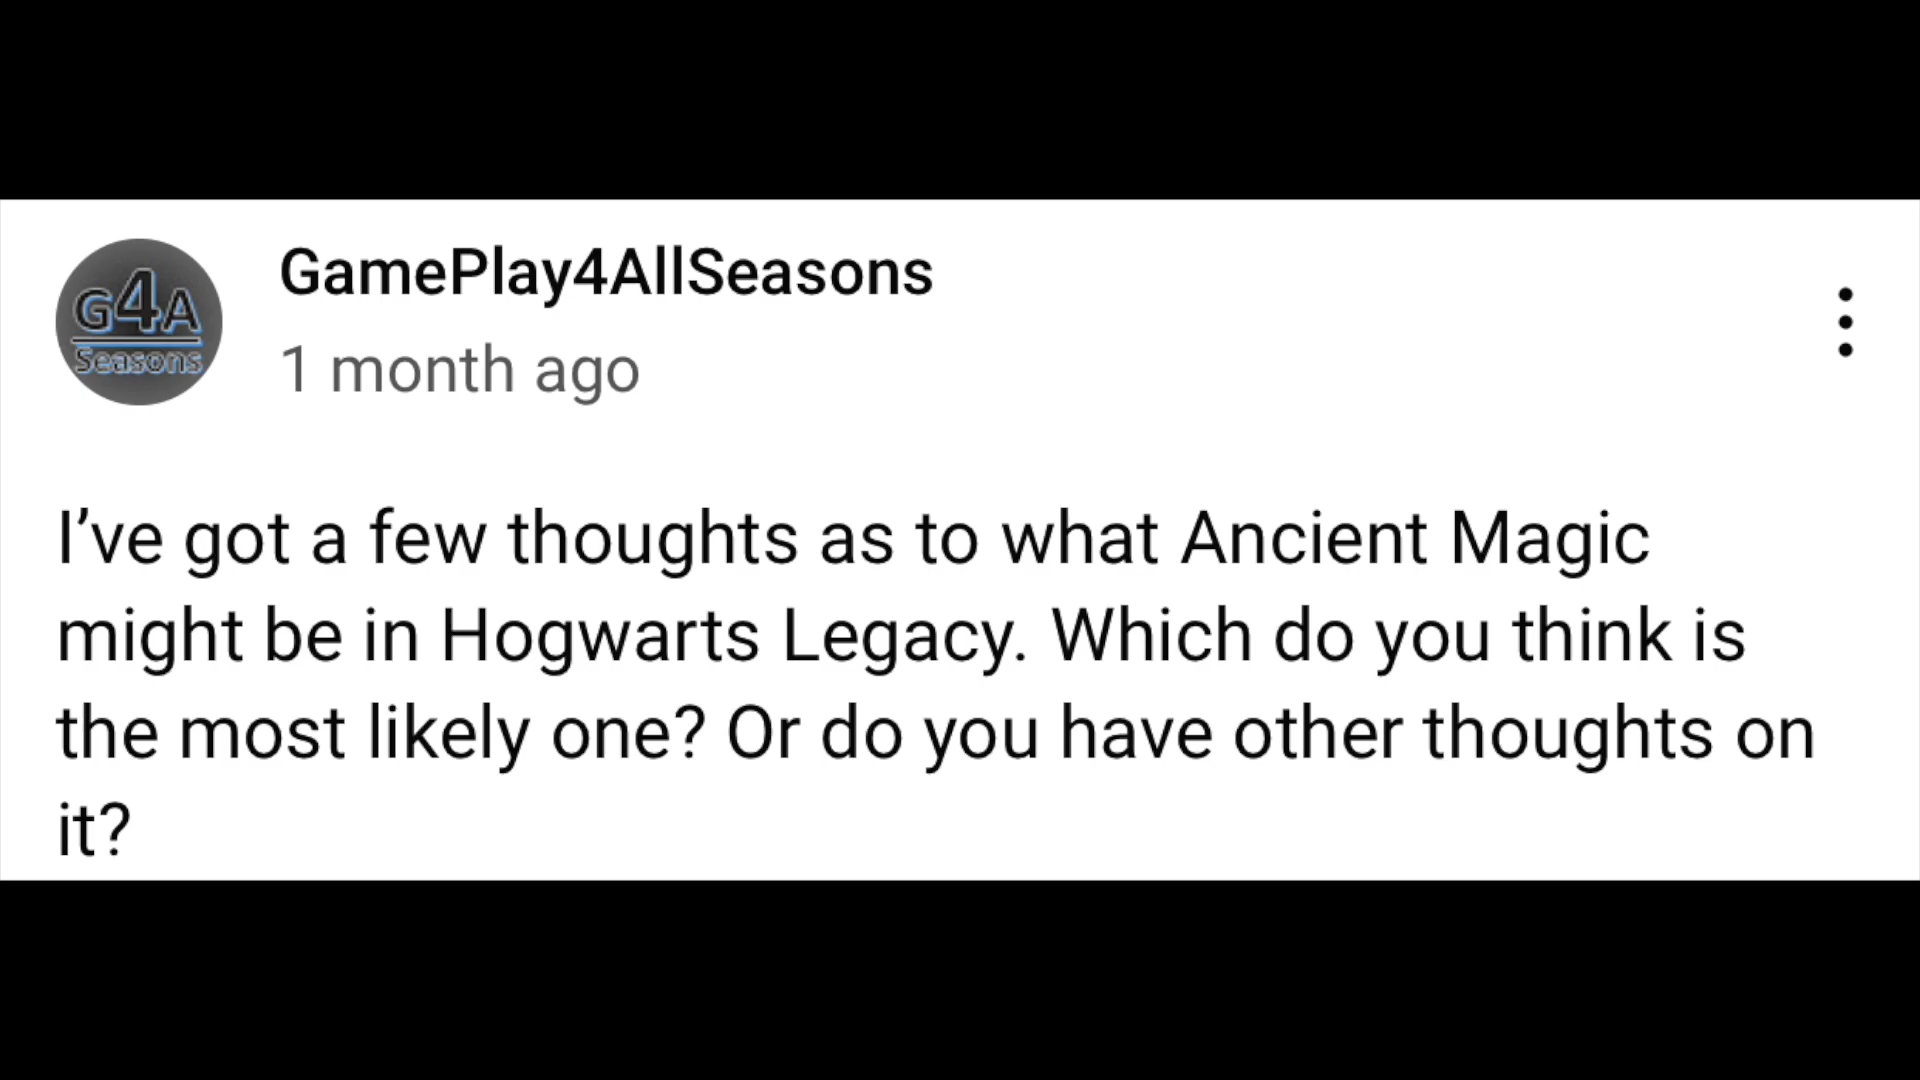 G4A
Seasons
GamePlay4AllSeasons
1 month ago
I’ve got a few thoughts as to what Ancient Magic
might be in Hogwarts Legacy. Which do you think is
the most likely one? Or do you have other thoughts on
it?